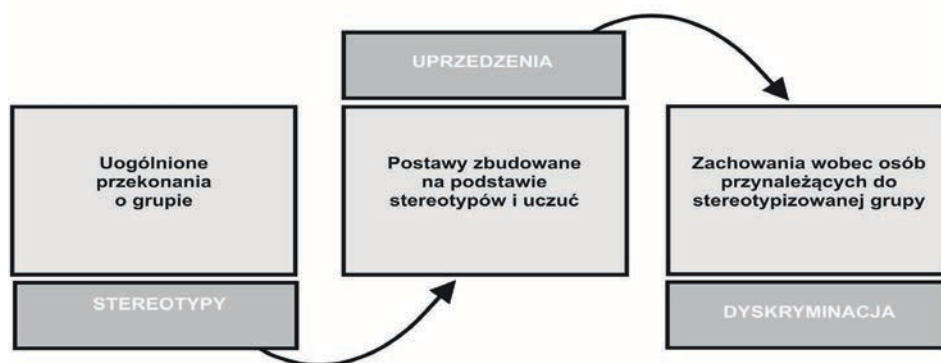 UPRZEDZENIA
Uogólnione
przekonania
o grupie
Postawy zbudowane
na podstawie
stereotypów i uczuć
Zachowania wobec osób
przynależących do
stereotypizowanej grupy
STEREOTYPY
DYSKRYMINACJA